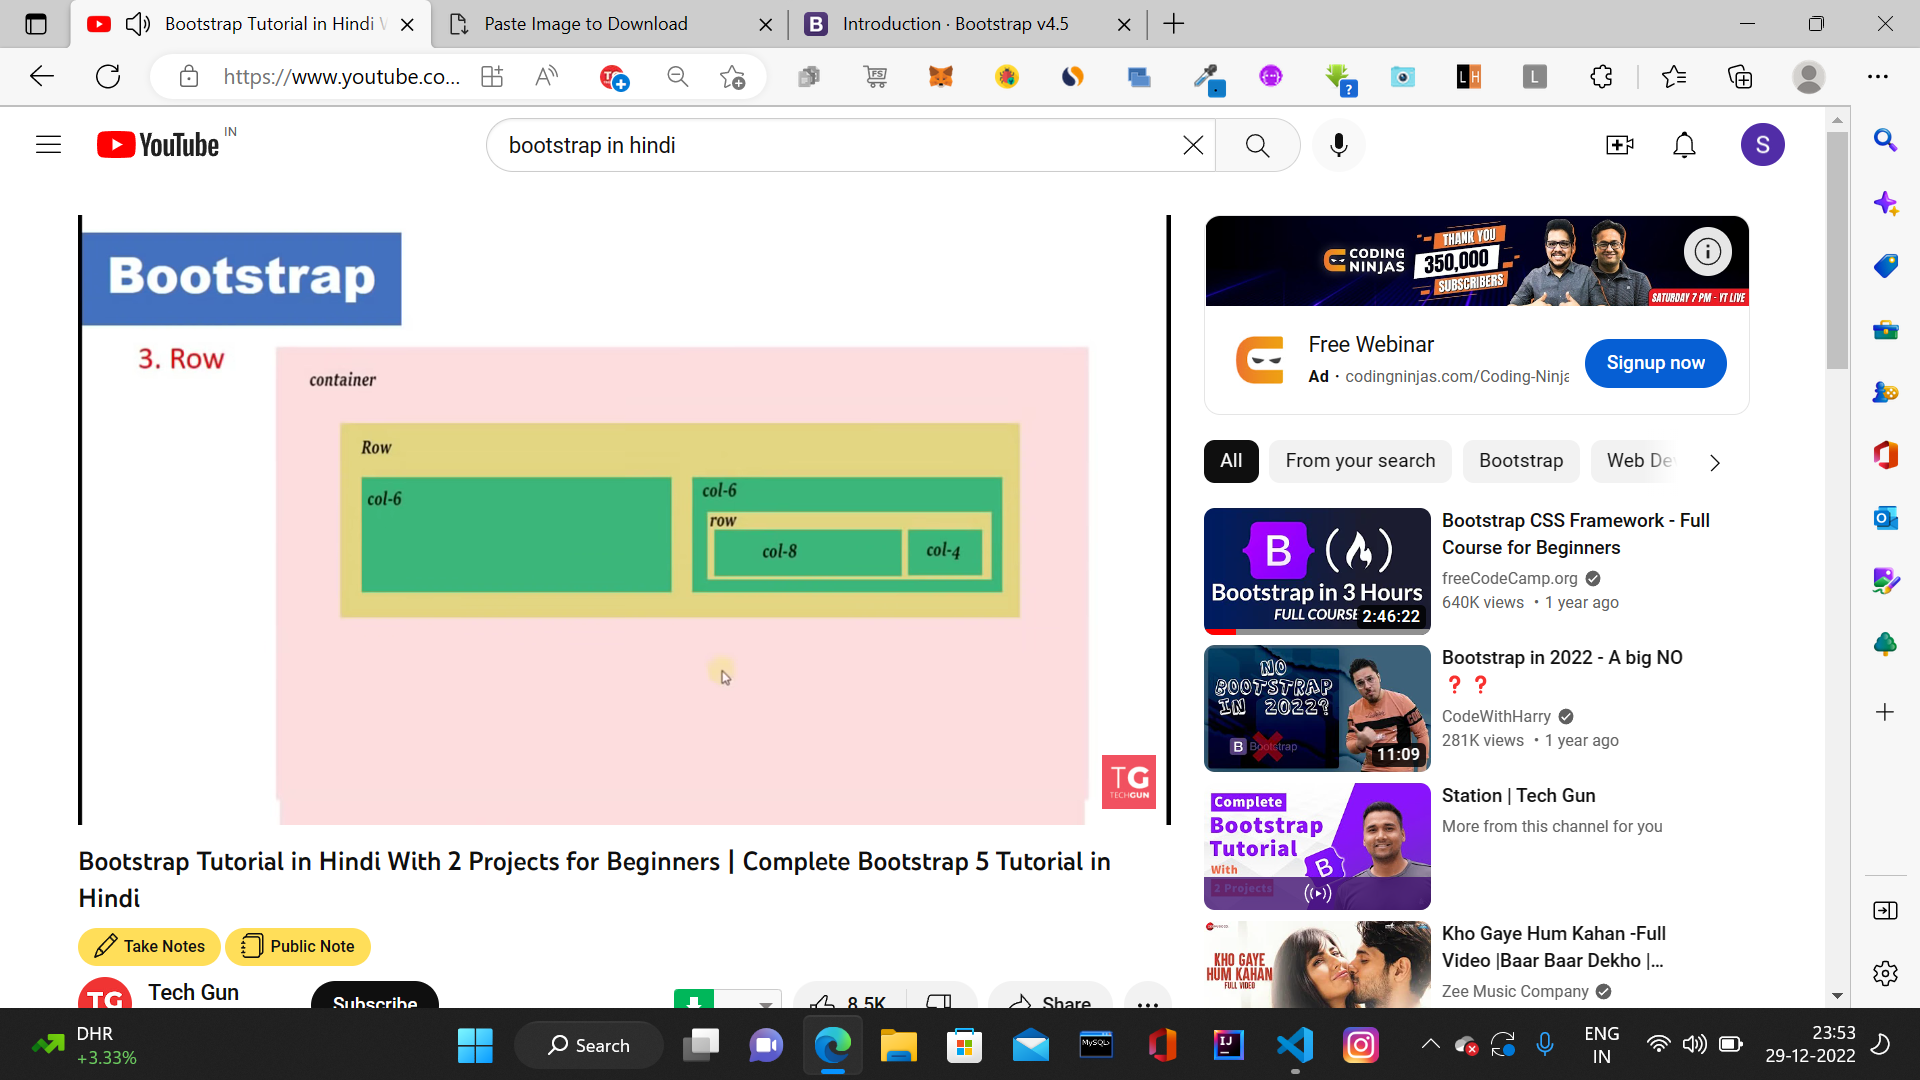 Bootstrap Tutorial in Hindi
Paste Image to Download
Introduction · Bootstrap v4.5
https://www.youtube.co...
YouTube IN
bootstrap in hindi
S
Bootstrap
3. Row
container
Row
col-6
col-6
row
col-8
col-4
TG
TECHGUN
Bootstrap Tutorial in Hindi With 2 Projects for Beginners | Complete Bootstrap 5 Tutorial in
Hindi
Take Notes
Public Note
TG
Tech Gun
Subscribe
8.5K
Share
CODING
NINJAS
THANK YOU
350,000
SUBSCRIBERS
SATURDAY 7 PM - YT LIVE
Free Webinar
Ad · codingninjas.com/Coding-Ninja
Signup now
All
From your search
Bootstrap
Web De
B
Bootstrap in 3 Hours
FULL COURSE
2:46:22
Bootstrap CSS Framework - Full
Course for Beginners
freeCodeCamp.org
640K views · 1 year ago
NO
BOOTSTRAP
IN 2022?
B Bootstrap
11:09
Bootstrap in 2022 - A big NO
❓ ❓
CodeWithHarry
281K views · 1 year ago
Complete
Bootstrap
Tutorial
With
2 Projects
B
Station | Tech Gun
More from this channel for you
KHO GAYE
HUM KAHAN
FULL VIDEO
Kho Gaye Hum Kahan -Full
Video |Baar Baar Dekho |...
Zee Music Company
DHR
+3.33%
Search
MySQL
IJ
ENG
IN
23:53
29-12-2022